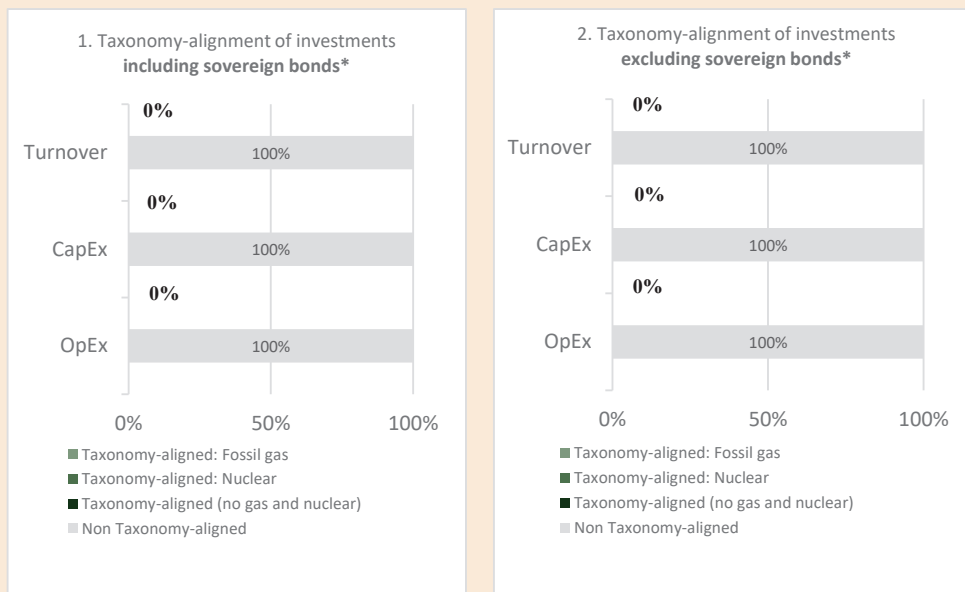 1. Taxonomy-alignment of investments
including sovereign bonds*
0%
Turnover
100%
0%
CapEx
100%
0%
OpEx
100%
0%
50%
100%
Taxonomy-aligned: Fossil gas
Taxonomy-aligned: Nuclear
Taxonomy-aligned (no gas and nuclear)
Non Taxonomy-aligned
2. Taxonomy-alignment of investments
excluding sovereign bonds*
0%
Turnover
100%
0%
CapEx
100%
0%
OpEx
100%
0%
50%
100%
Taxonomy-aligned: Fossil gas
Taxonomy-aligned: Nuclear
Taxonomy-aligned (no gas and nuclear)
Non Taxonomy-aligned